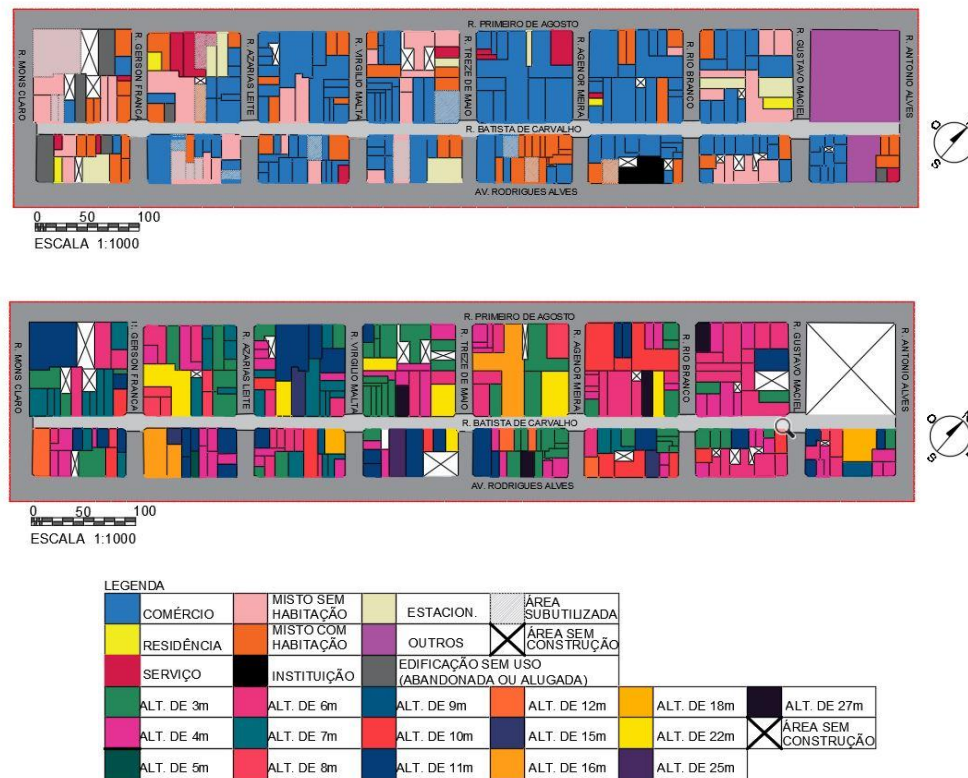 R. PRIMEIRO DE AGOSTO
R. MONS CLARO
R. GERSON FRANCA
R. AZARIAS LEITE
R. VIRGILIO MALTA
R. TREZE DE MAIO
R. AGENOR MEIRA
R. RIO BRANCO
R. GUSTAVO MACIEL
R. ANTONIO ALVES
R. BATISTA DE CARVALHO
AV. RODRIGUES ALVES
O
S
0 50 100
ESCALA 1:1000
R. PRIMEIRO DE AGOSTO
R. MONS CLARO
R. GERSON FRANCA
R. AZARIAS LEITE
R. VIRGILIO MALTA
R. TREZE DE MAIO
R. AGENOR MEIRA
R. RIO BRANCO
R. GUSTAVO MACIEL
R. ANTONIO ALVES
R. BATISTA DE CARVALHO
AV. RODRIGUES ALVES
O
S
0 50 100
ESCALA 1:1000
LEGENDA
COMÉRCIO
MISTO SEM
HABITAÇÃO
ESTACION.
ÁREA
SUBUTILIZADA
RESIDÊNCIA
MISTO COM
HABITAÇÃO
OUTROS
ÁREA SEM
CONSTRUÇÃO
SERVIÇO
INSTITUIÇÃO
EDIFICAÇÃO SEM USO
(ABANDONADA OU ALUGADA)
ALT. DE 3m
ALT. DE 6m
ALT. DE 9m
ALT. DE 12m
ALT. DE 18m
ALT. DE 27m
ALT. DE 4m
ALT. DE 7m
ALT. DE 10m
ALT. DE 15m
ALT. DE 22m
ÁREA SEM
CONSTRUÇÃO
ALT. DE 5m
ALT. DE 8m
ALT. DE 11m
ALT. DE 16m
ALT. DE 25m